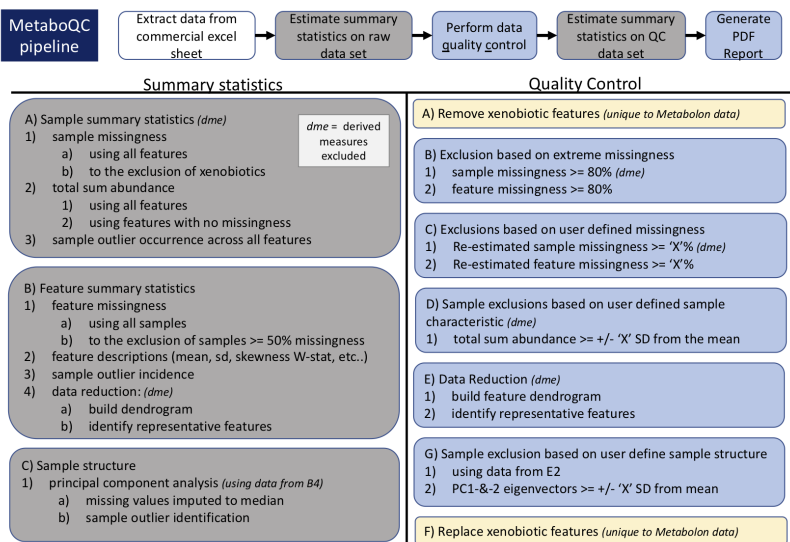 MetaboQC
pipeline
Extract data from
commercial excel
sheet
Estimate summary
statistics on raw
data set
Perform data
quality control
Estimate summary
statistics on QC
data set
Generate
PDF
Report
Summary statistics
A) Sample summary statistics (dme)
1) sample missingness
a) using all features
b) to the exclusion of xenobiotics
2) total sum abundance
1) using all features
2) using features with no missingness
3) sample outlier occurrence across all features
dme = derived
measures
excluded
B) Feature summary statistics
1) feature missingness
a) using all samples
b) to the exclusion of samples >= 50% missingness
2) feature descriptions (mean, sd, skewness W-stat, etc..)
3) sample outlier incidence
4) data reduction: (dme)
a) build dendrogram
b) identify representative features
C) Sample structure
1) principal component analysis (using data from B4)
a) missing values imputed to median
b) sample outlier identification
Quality Control
A) Remove xenobiotic features (unique to Metabolon data)
B) Exclusion based on extreme missingness
1) sample missingness >= 80% (dme)
2) feature missingness >= 80%
C) Exclusions based on user defined missingness
1) Re-estimated sample missingness >= ‘X’% (dme)
2) Re-estimated feature missingness >= ‘X’%
D) Sample exclusions based on user defined sample
characteristic (dme)
1) total sum abundance >= +/- ‘X’ SD from the mean
E) Data Reduction (dme)
1) build feature dendrogram
2) identify representative features
G) Sample exclusion based on user define sample structure
1) using data from E2
2) PC1-&-2 eigenvectors >= +/- ‘X’ SD from mean
F) Replace xenobiotic features (unique to Metabolon data)